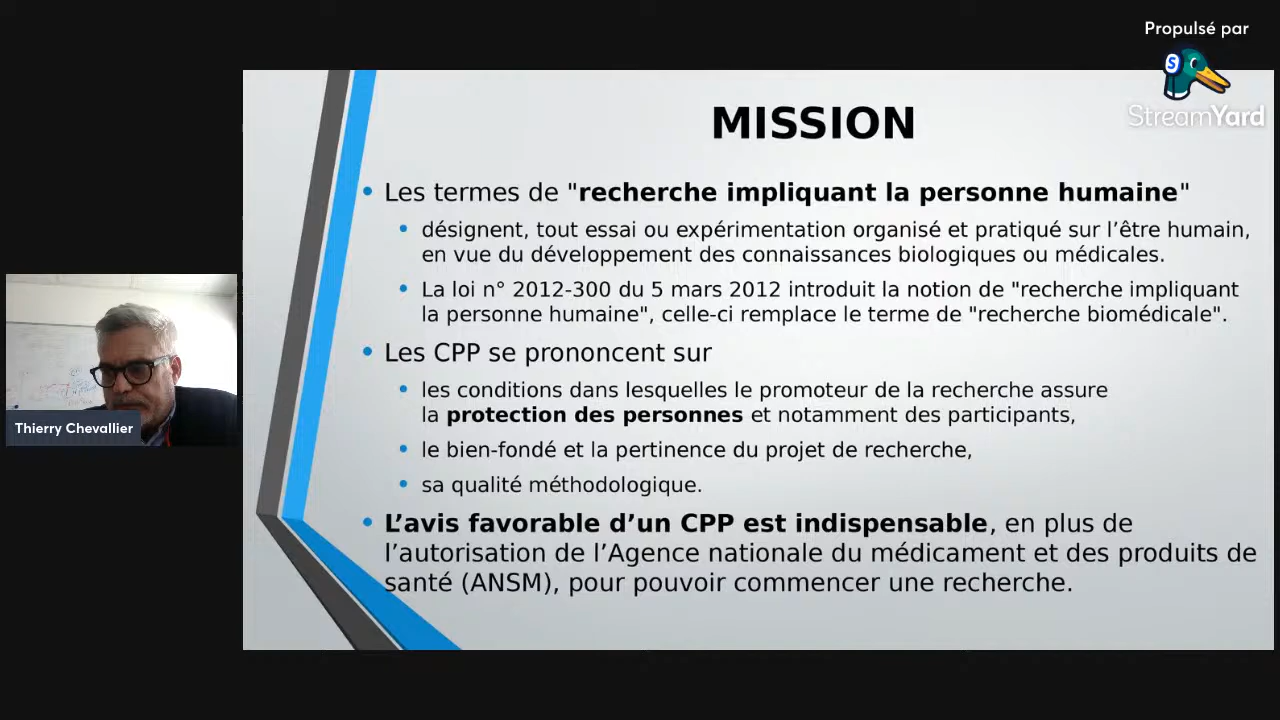 Propulsé par
StreamYard
MISSION
Les termes de "recherche impliquant la personne humaine"
désignent, tout essai ou expérimentation organisé et pratiqué sur l’être humain,
en vue du développement des connaissances biologiques ou médicales.
La loi n° 2012-300 du 5 mars 2012 introduit la notion de "recherche impliquant
la personne humaine", celle-ci remplace le terme de "recherche biomédicale".
Les CPP se prononcent sur
les conditions dans lesquelles le promoteur de la recherche assure
la protection des personnes et notamment des participants,
le bien-fondé et la pertinence du projet de recherche,
sa qualité méthodologique.
L’avis favorable d’un CPP est indispensable, en plus de
l’autorisation de l’Agence nationale du médicament et des produits de
santé (ANSM), pour pouvoir commencer une recherche.
Thierry Chevallier